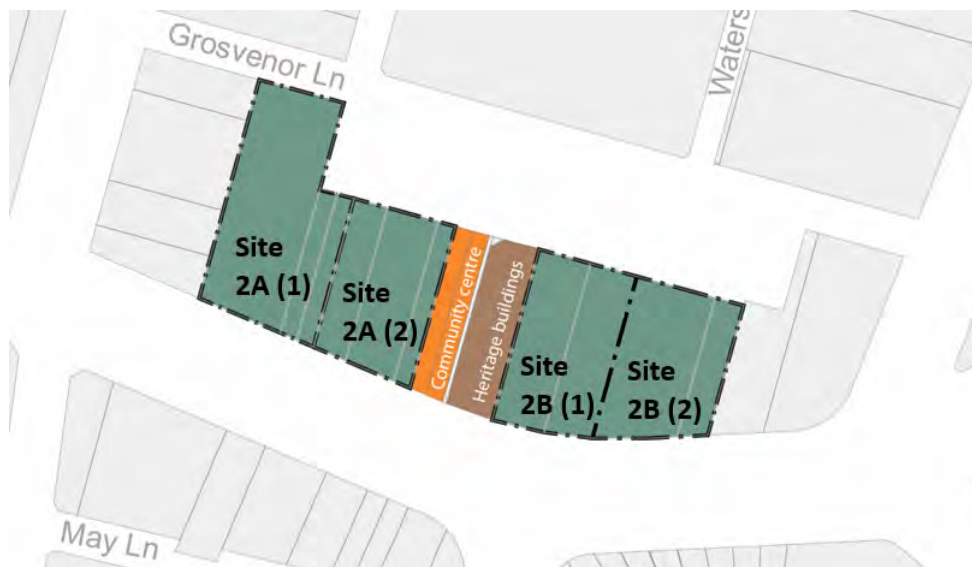 Grosvenor Ln
Waters
Site
2A (1)
Site
2A (2)
Community centre
Heritage buildings
Site
2B (1)
Site
2B (2)
May Ln